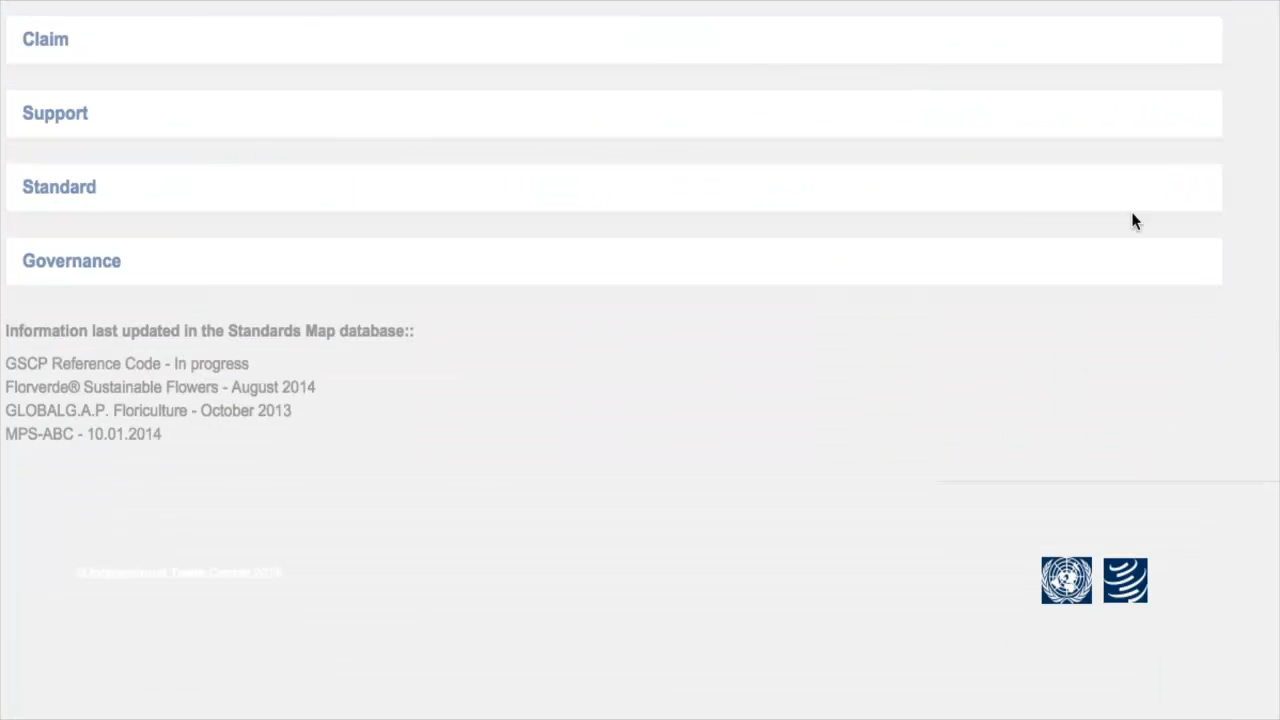 Claim
Support
Standard
Governance
Information last updated in the Standards Map database::
GSCP Reference Code - In progress
Florverde® Sustainable Flowers - August 2014
GLOBALG.A.P. Floriculture - October 2013
MPS-ABC - 10.01.2014